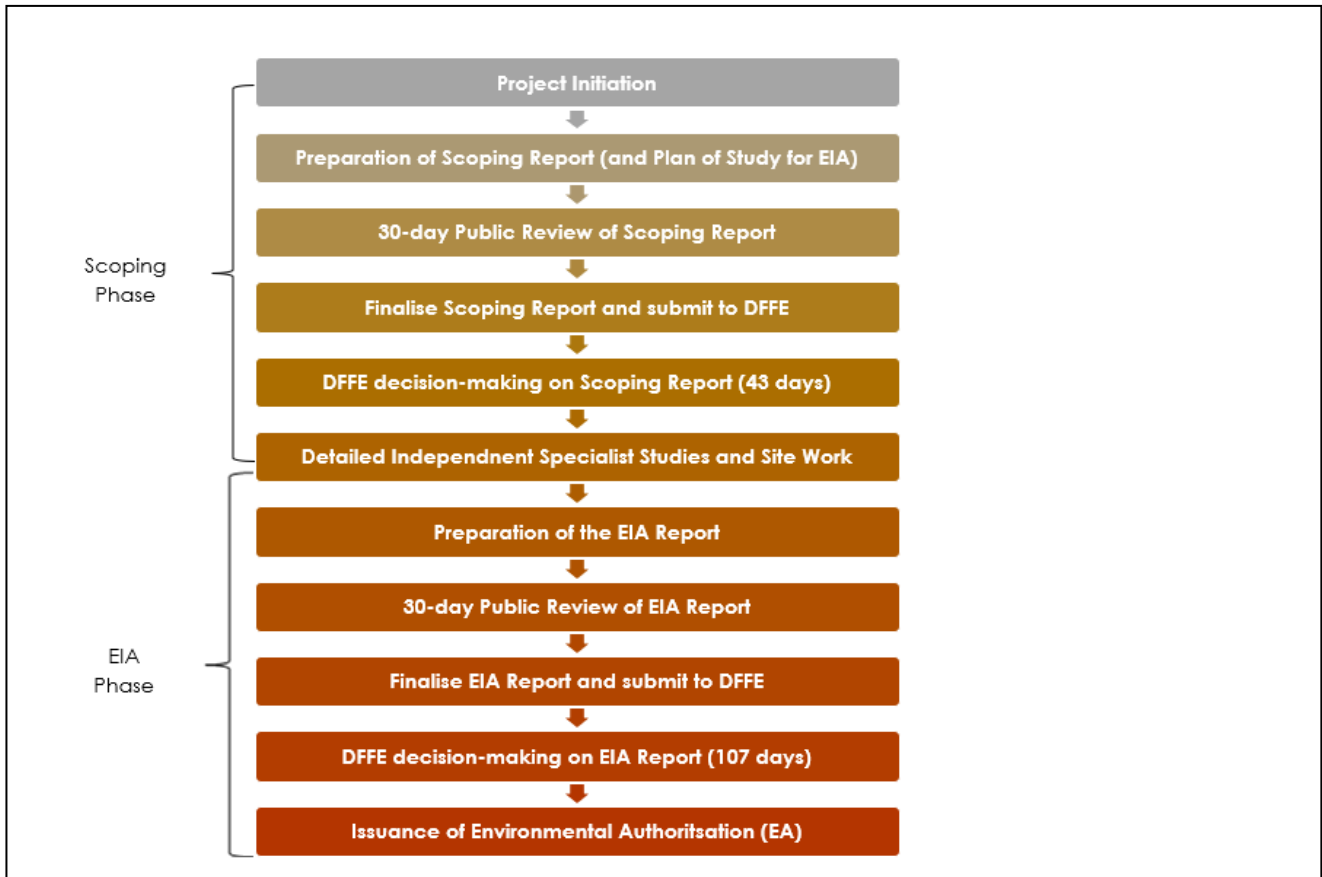 Project Initiation
Preparation of Scoping Report (and Plan of Study for EIA)
30-day Public Review of Scoping Report
Scoping
Phase
Finalise Scoping Report and submit to DFFE
DFFE decision-making on Scoping Report (43 days)
Detailed Independnent Specialist Studies and Site Work
Preparation of the EIA Report
30-day Public Review of EIA Report
EIA
Phase
Finalise EIA Report and submit to DFFE
DFFE decision-making on EIA Report (107 days)
Issuance of Environmental Authoritsation (EA)